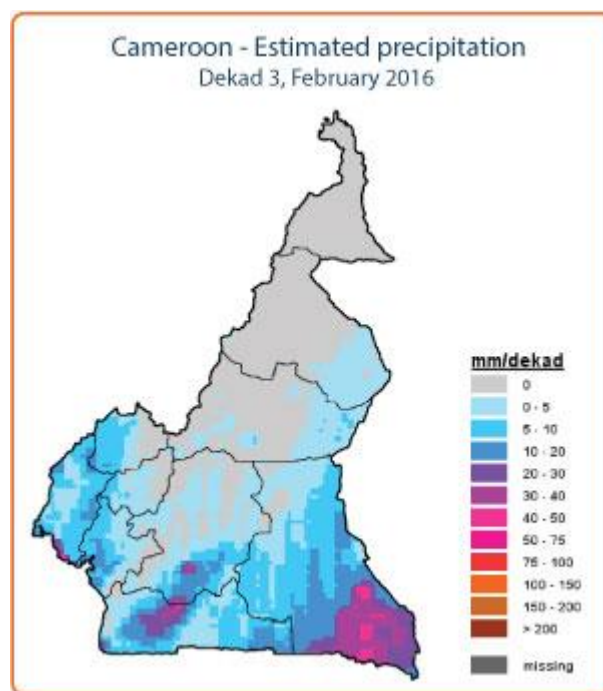 Cameroon - Estimated precipitation
Dekad 3, February 2016
mm/dekad
0
0 - 5
5 - 10
10 - 20
20 - 30
30 - 40
40 - 50
50 - 75
75 - 100
100 - 150
150 - 200
> 200
missing